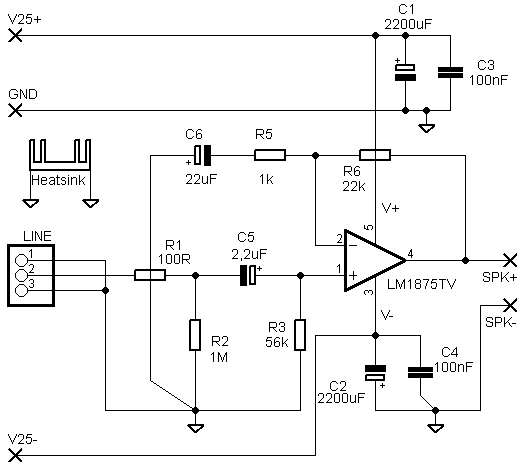 C1
V25+
2200uF
+
C3
100nF
GND
C6
R5
+
22uF
1k
R6
22k
Heatsink
V+
5
LINE
1
2
3
R1
100R
C5
2,2uF
+
2
−
1
+
4
3
LM1875TV
SPK+
V-
SPK-
R2
1M
R3
56k
C4
100nF
C2
2200uF
+
V25-